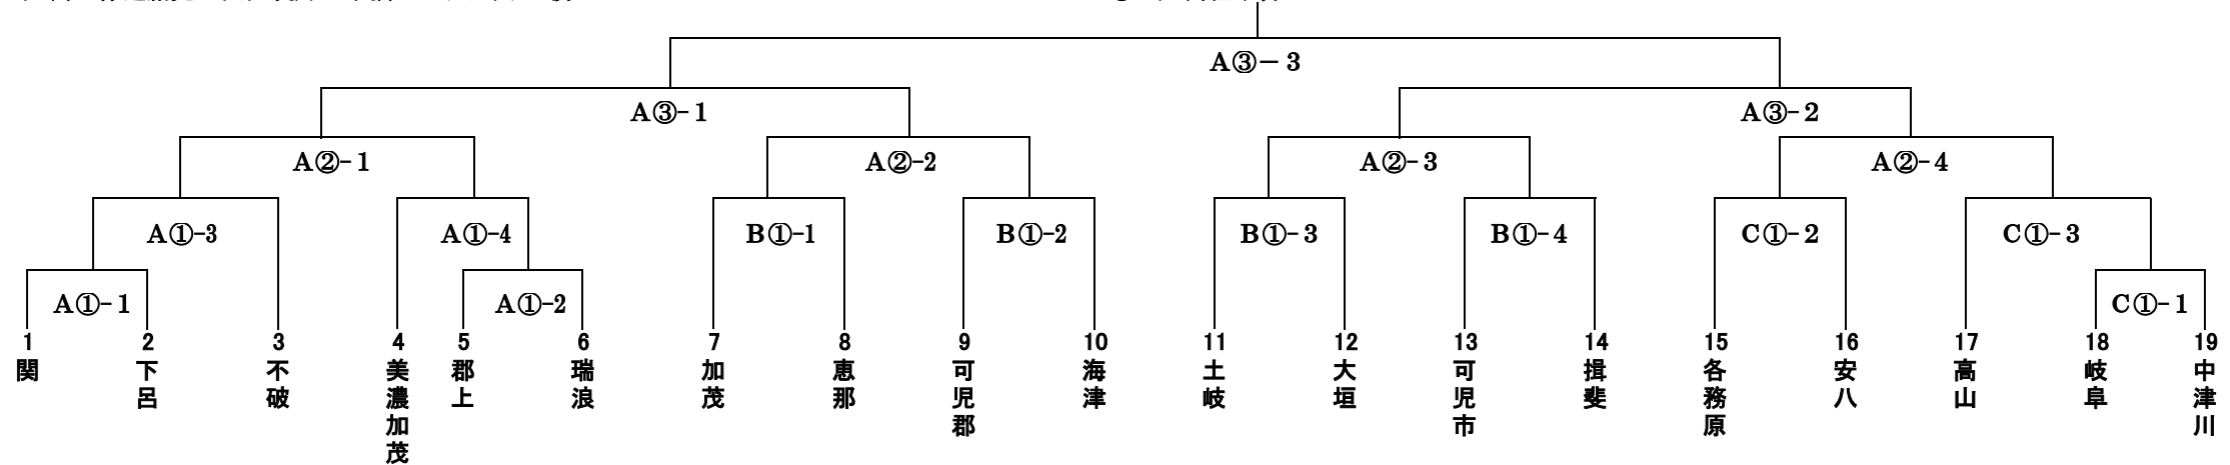 A③－3
A③-1
A③-2
A②-1
A②-2
A②-3
A②-4
A①-3
A①-4
B①-1
B①-2
B①-3
B①-4
C①-2
C①-3
A①-1
A①-2
C①-1
1 2 3 4 5 6 7 8 9 10 11 12 13 14 15 16 17 18 19
関
下呂
不破
美濃加茂
郡上
瑞浪
加茂
恵那
可児郡
海津
土岐
大垣
可児市
揖斐
各務原
安八
高山
岐阜
中津川